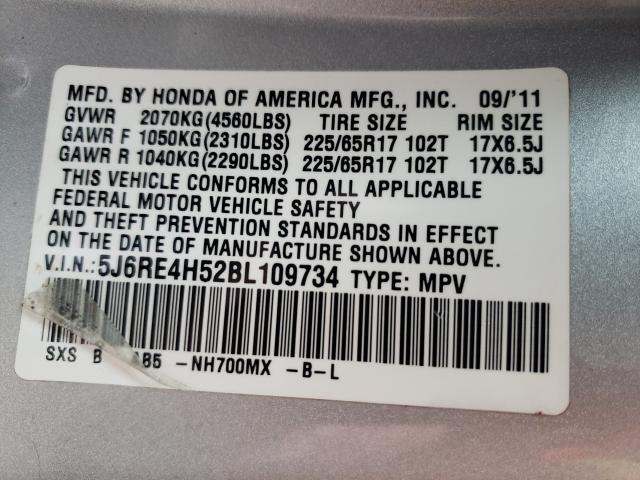 MFD. BY HONDA OF AMERICA MFG., INC. 09/'11
GVWR 2070KG(4560LBS) TIRE SIZE RIM SIZE
GAWR F 1050KG(2310LBS) 225/65R17 102T 17X6.5J
GAWR R 1040KG(2290LBS) 225/65R17 102T 17X6.5J
THIS VEHICLE CONFORMS TO ALL APPLICABLE
FEDERAL MOTOR VEHICLE SAFETY
AND THEFT PREVENTION STANDARDS IN EFFECT
ON THE DATE OF MANUFACTURE SHOWN ABOVE.
V.I.N.:5J6RE4H52BL109734 TYPE: MPV
SXS B -NH700MX -B-L